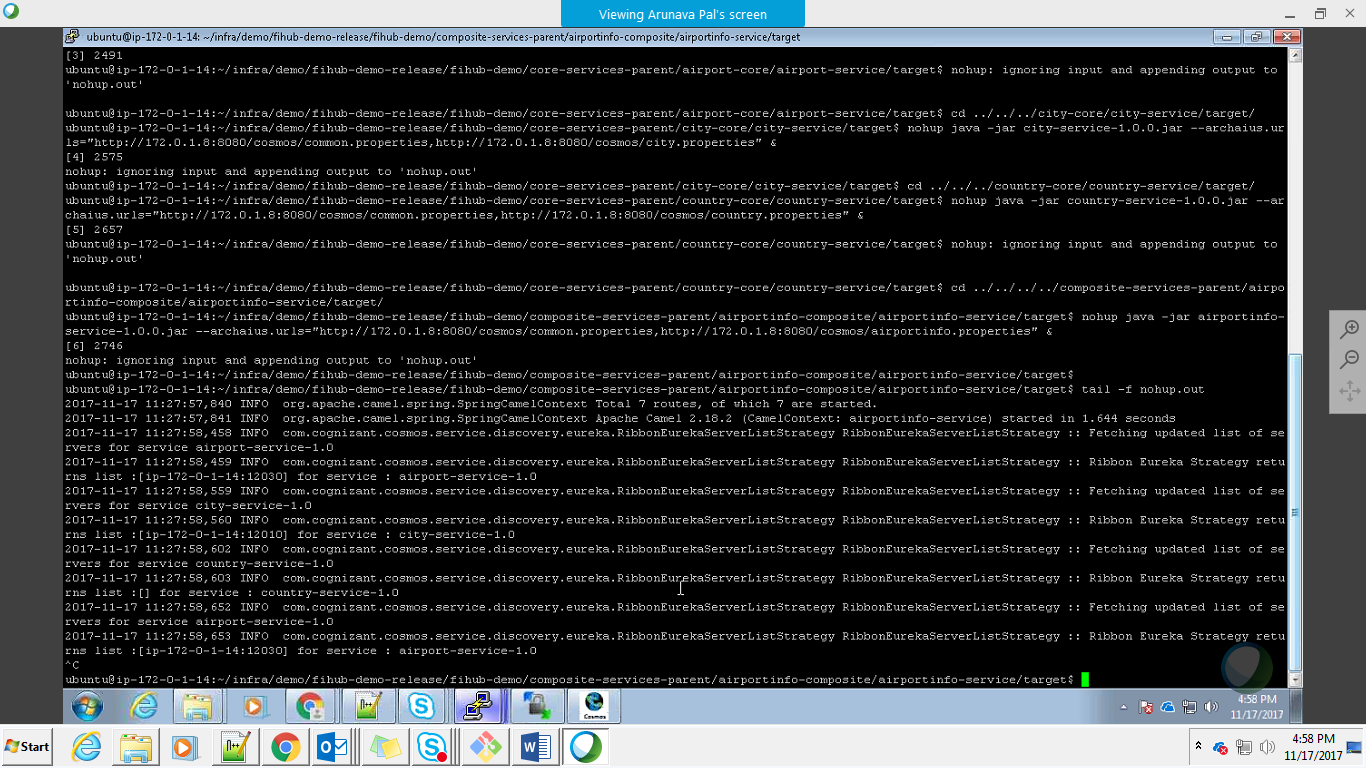 Viewing Arunava Pal's screen
ubuntu@ip-172-0-1-14: ~/infra/demo/fihub-demo-release/fihub-demo/composite-services-parent/airportinfo-composite/airportinfo-service/target
[3] 2491
ubuntu@ip-172-0-1-14:~/infra/demo/fihub-demo-release/fihub-demo/core-services-parent/airport-core/airport-service/target$ nohup: ignoring input and appending output to
'nohup.out'
ubuntu@ip-172-0-1-14:~/infra/demo/fihub-demo-release/fihub-demo/core-services-parent/airport-core/airport-service/target$ cd ../../../city-core/city-service/target/
ubuntu@ip-172-0-1-14:~/infra/demo/fihub-demo-release/fihub-demo/core-services-parent/city-core/city-service/target$ nohup java -jar city-service-1.0.0.jar --archaius.ur
ls="http://172.0.1.8:8080/cosmos/common.properties,http://172.0.1.8:8080/cosmos/city.properties" &
[4] 2575
nohup: ignoring input and appending output to 'nohup.out'
ubuntu@ip-172-0-1-14:~/infra/demo/fihub-demo-release/fihub-demo/core-services-parent/city-core/city-service/target$ cd ../../../country-core/country-service/target/
ubuntu@ip-172-0-1-14:~/infra/demo/fihub-demo-release/fihub-demo/core-services-parent/country-core/country-service/target$ nohup java -jar country-service-1.0.0.jar --ar
chaius.urls="http://172.0.1.8:8080/cosmos/common.properties,http://172.0.1.8:8080/cosmos/country.properties" &
[5] 2657
ubuntu@ip-172-0-1-14:~/infra/demo/fihub-demo-release/fihub-demo/core-services-parent/country-core/country-service/target$ nohup: ignoring input and appending output to
'nohup.out'
ubuntu@ip-172-0-1-14:~/infra/demo/fihub-demo-release/fihub-demo/core-services-parent/country-core/country-service/target$ cd ../../../../composite-services-parent/airpo
rtinfo-composite/airportinfo-service/target/
ubuntu@ip-172-0-1-14:~/infra/demo/fihub-demo-release/fihub-demo/composite-services-parent/airportinfo-composite/airportinfo-service/target$ nohup java -jar airportinfo-
service-1.0.0.jar --archaius.urls="http://172.0.1.8:8080/cosmos/common.properties,http://172.0.1.8:8080/cosmos/airportinfo.properties" &
[6] 2746
nohup: ignoring input and appending output to 'nohup.out'
ubuntu@ip-172-0-1-14:~/infra/demo/fihub-demo-release/fihub-demo/composite-services-parent/airportinfo-composite/airportinfo-service/target$
ubuntu@ip-172-0-1-14:~/infra/demo/fihub-demo-release/fihub-demo/composite-services-parent/airportinfo-composite/airportinfo-service/target$ tail -f nohup.out
2017-11-17 11:27:57,840 INFO  org.apache.camel.spring.SpringCamelContext Total 7 routes, of which 7 are started.
2017-11-17 11:27:57,841 INFO  org.apache.camel.spring.SpringCamelContext Apache Camel 2.18.2 (CamelContext: airportinfo-service) started in 1.644 seconds
2017-11-17 11:27:58,458 INFO  com.cognizant.cosmos.service.discovery.eureka.RibbonEurekaServerListStrategy RibbonEurekaServerListStrategy :: Fetching updated list of se
rvers for service airport-service-1.0
2017-11-17 11:27:58,459 INFO  com.cognizant.cosmos.service.discovery.eureka.RibbonEurekaServerListStrategy RibbonEurekaServerListStrategy :: Ribbon Eureka Strategy retu
rns list :[ip-172-0-1-14:12030] for service : airport-service-1.0
2017-11-17 11:27:58,559 INFO  com.cognizant.cosmos.service.discovery.eureka.RibbonEurekaServerListStrategy RibbonEurekaServerListStrategy :: Fetching updated list of se
rvers for service city-service-1.0
2017-11-17 11:27:58,560 INFO  com.cognizant.cosmos.service.discovery.eureka.RibbonEurekaServerListStrategy RibbonEurekaServerListStrategy :: Ribbon Eureka Strategy retu
rns list :[ip-172-0-1-14:12010] for service : city-service-1.0
2017-11-17 11:27:58,602 INFO  com.cognizant.cosmos.service.discovery.eureka.RibbonEurekaServerListStrategy RibbonEurekaServerListStrategy :: Fetching updated list of se
rvers for service country-service-1.0
2017-11-17 11:27:58,603 INFO  com.cognizant.cosmos.service.discovery.eureka.RibbonEurekaServerListStrategy RibbonEurekaServerListStrategy :: Ribbon Eureka Strategy retu
rns list :[] for service : country-service-1.0
2017-11-17 11:27:58,652 INFO  com.cognizant.cosmos.service.discovery.eureka.RibbonEurekaServerListStrategy RibbonEurekaServerListStrategy :: Fetching updated list of se
rvers for service airport-service-1.0
2017-11-17 11:27:58,653 INFO  com.cognizant.cosmos.service.discovery.eureka.RibbonEurekaServerListStrategy RibbonEurekaServerListStrategy :: Ribbon Eureka Strategy retu
rns list :[ip-172-0-1-14:12030] for service : airport-service-1.0
^C
ubuntu@ip-172-0-1-14:~/infra/demo/fihub-demo-release/fihub-demo/composite-services-parent/airportinfo-composite/airportinfo-service/target$
Cosmos
4:58 PM
11/17/2017
Start
4:58 PM
11/17/2017